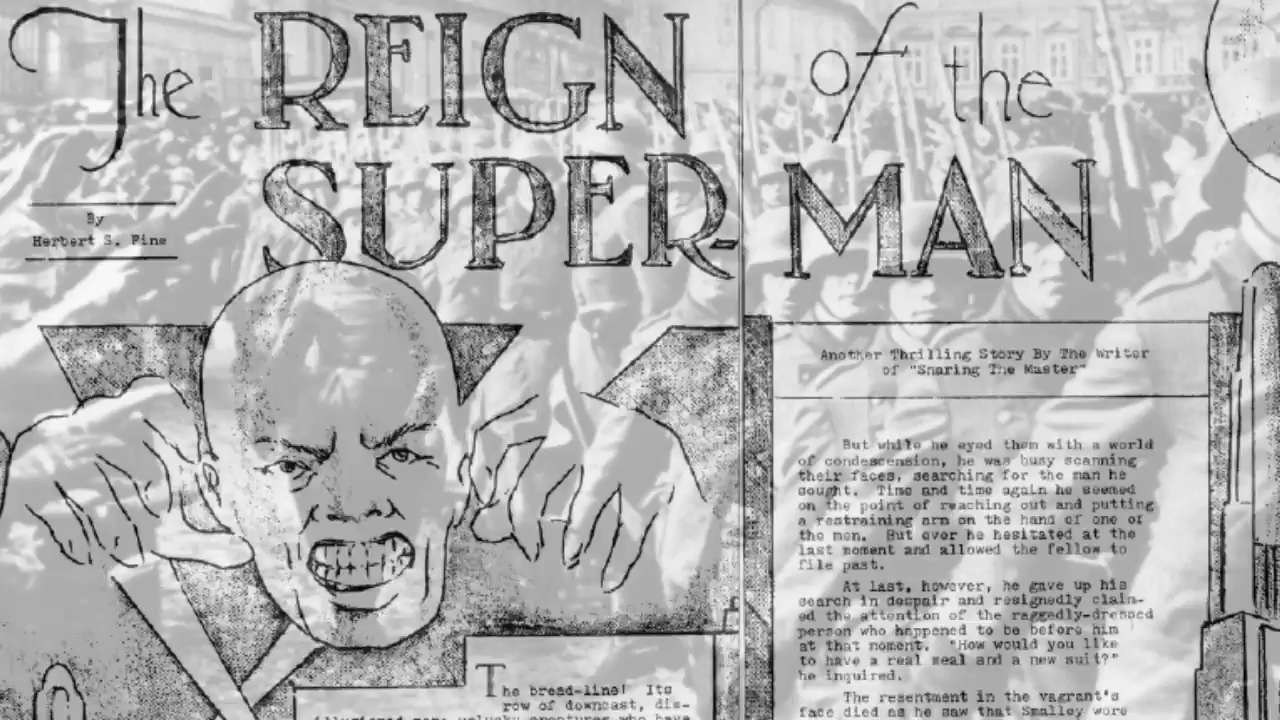 The REIGN of the
SUPER-MAN
By
Herbert S. Fine
Another Thrilling Story By The Writer
of "Snaring The Master"
The bread-line! Its
row of downcast, dis-
illusioned men; unlucky creatures who have
But while he eyed them with a world
of condescension, he was busy scanning
their faces, searching for the man he
sought. Time and time again he seemed
on the point of reaching out and putting
a restraining arm on the hand of one of
the men. But ever he hesitated at the
last moment and allowed the fellow to
file past.
At last, however, he gave up his
search in despair and resignedly claim-
ed the attention of the raggedly-dressed
person who happened to be before him
at that moment. "How would you like
to have a real meal and a new suit?"
he inquired.
The resentment in the vagrant's
face died as he saw that Smalley wore